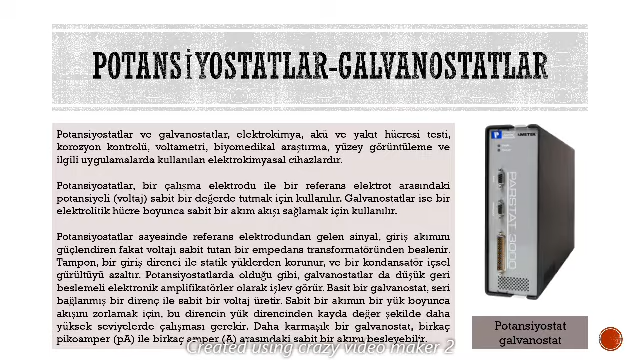 POTANSİYOSTATLAR-GALVANOSTATLAR
Potansiyostatlar ve galvanostatlar, elektrokimya, akü ve yakıt hücresi testi,
korozyon kontrolü, voltametri, biyomedikal araştırma, yüzey görüntüleme ve
ilgili uygulamalarda kullanılan elektrokimyasal cihazlardır.
Potansiyostatlar, bir çalışma elektrodu ile bir referans elektrot arasındaki
potansiyeli (voltaj) sabit bir değerde tutmak için kullanılır. Galvanostatlar ise bir
elektrolitik hücre boyunca sabit bir akım akışı sağlamak için kullanılır.
Potansiyostatlar sayesinde referans elektrodundan gelen sinyal, giriş akımını
güçlendiren fakat voltajı sabit tutan bir empedans transformatöründen beslenir.
Tampon, bir giriş direnci ile statik yüklerden korunur, ve bir kondansatör içsel
gürültüyü azaltır. Potansiyostatlarda olduğu gibi, galvanostatlar da düşük geri
beslemeli elektronik amplifikatörler olarak işlev görür. Basit bir galvanostat, seri
bağlanmış bir direnç ile sabit bir voltaj üretir. Sabit bir akımın bir yük boyunca
akışını zorlamak için, bu direncin yük direncinden kayda değer şekilde daha
yüksek seviyelerde çalışması gerekir. Daha karmaşık bir galvanostat, birkaç
pikoamper (pA) ile birkaç amper (A) arasındaki sabit bir akımı besleyebilir.
PARSTAT 3000
Potansiyostat
galvanostat
Created using crazy video maker 2